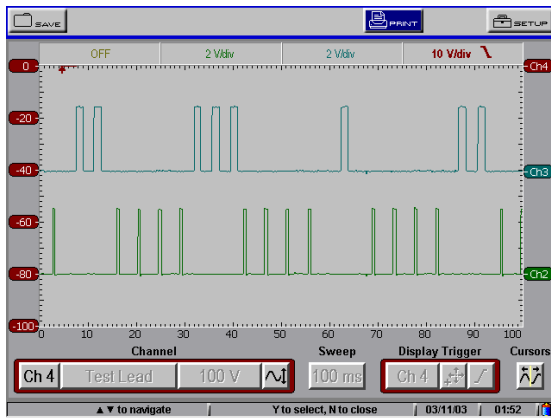 SAVE PRINT SETUP
OFF 2 V/div 2 V/div 10 V/div
0 Ch4
-20
-40 Ch3
-60
-80 Ch2
-100
0 10 20 30 40 50 60 70 80 90 100
Channel Sweep Display Trigger Cursors
Ch 4 Test Lead 100 V 100 ms Ch 4
▲ ▼ to navigate Y to select, N to close 03/11/03 01:52